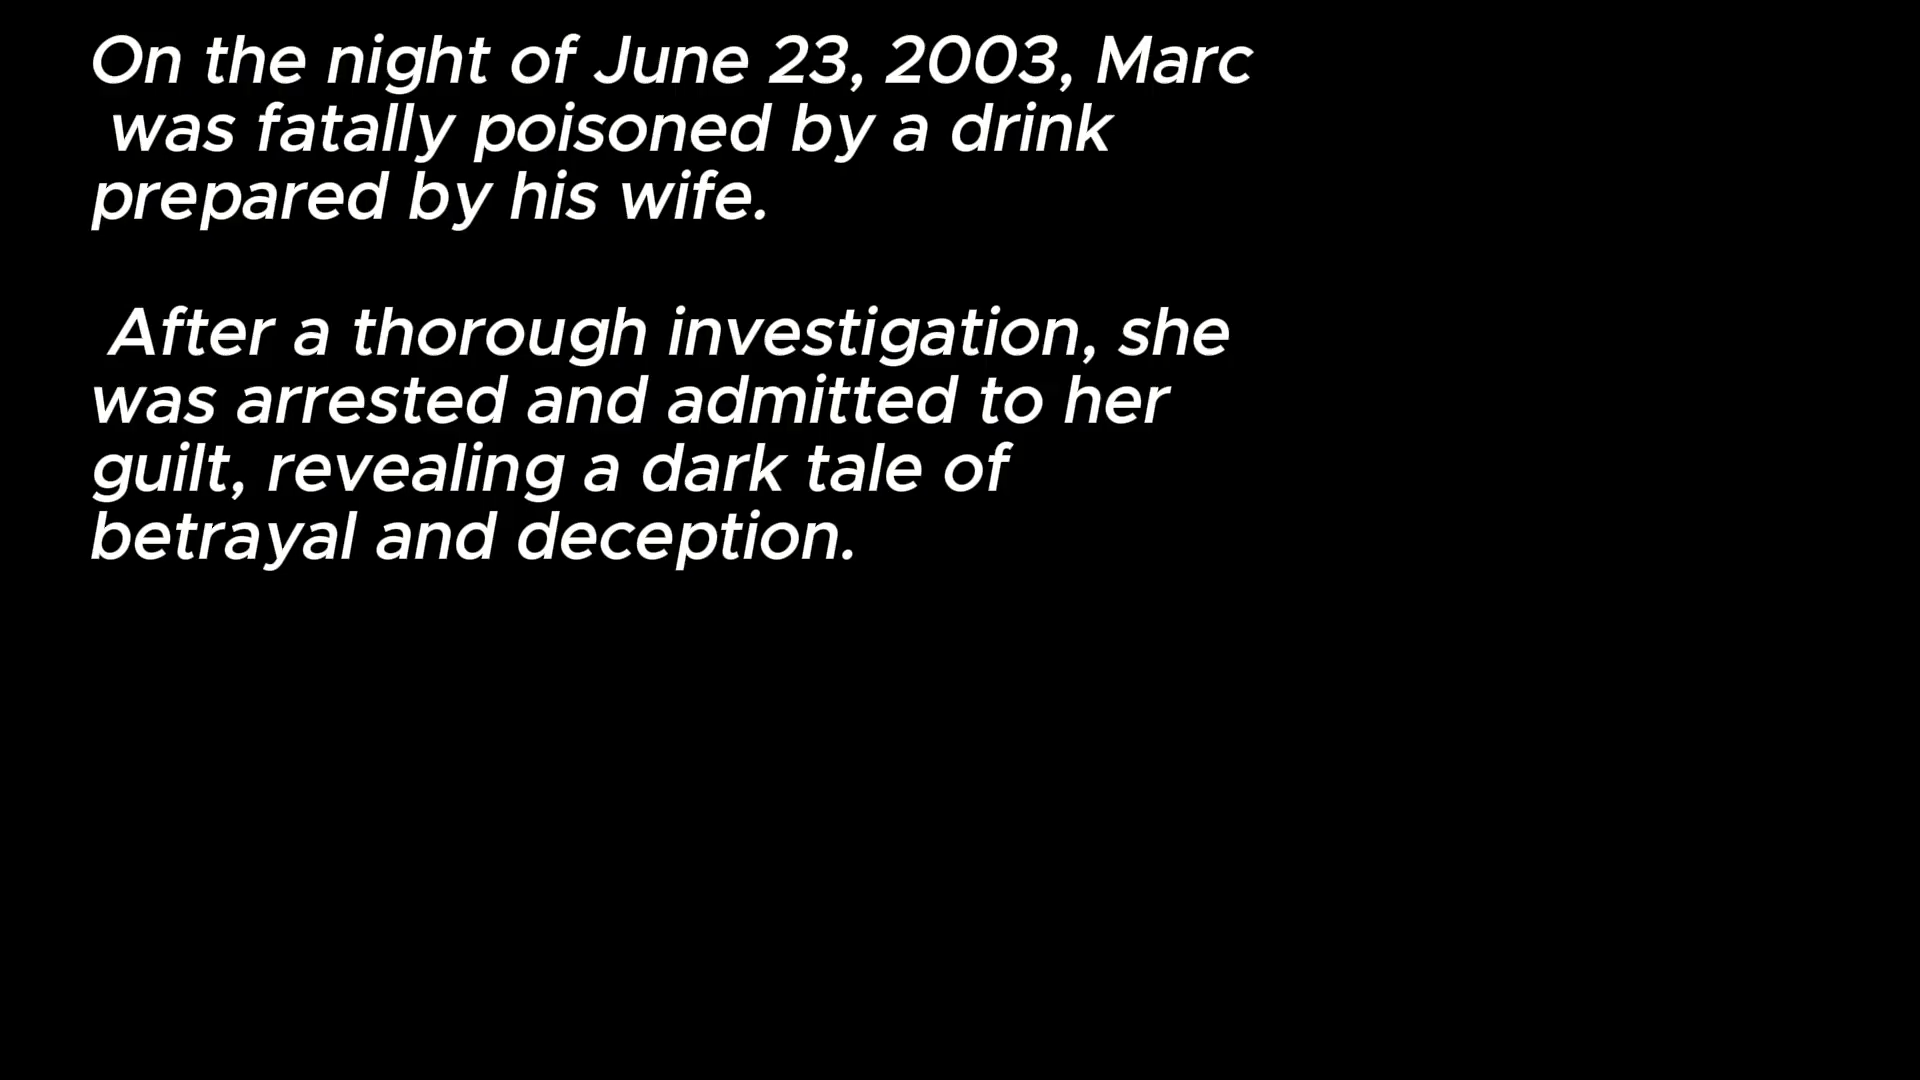 On the night of June 23, 2003, Marc
was fatally poisoned by a drink
prepared by his wife.
After a thorough investigation, she
was arrested and admitted to her
guilt, revealing a dark tale of
betrayal and deception.